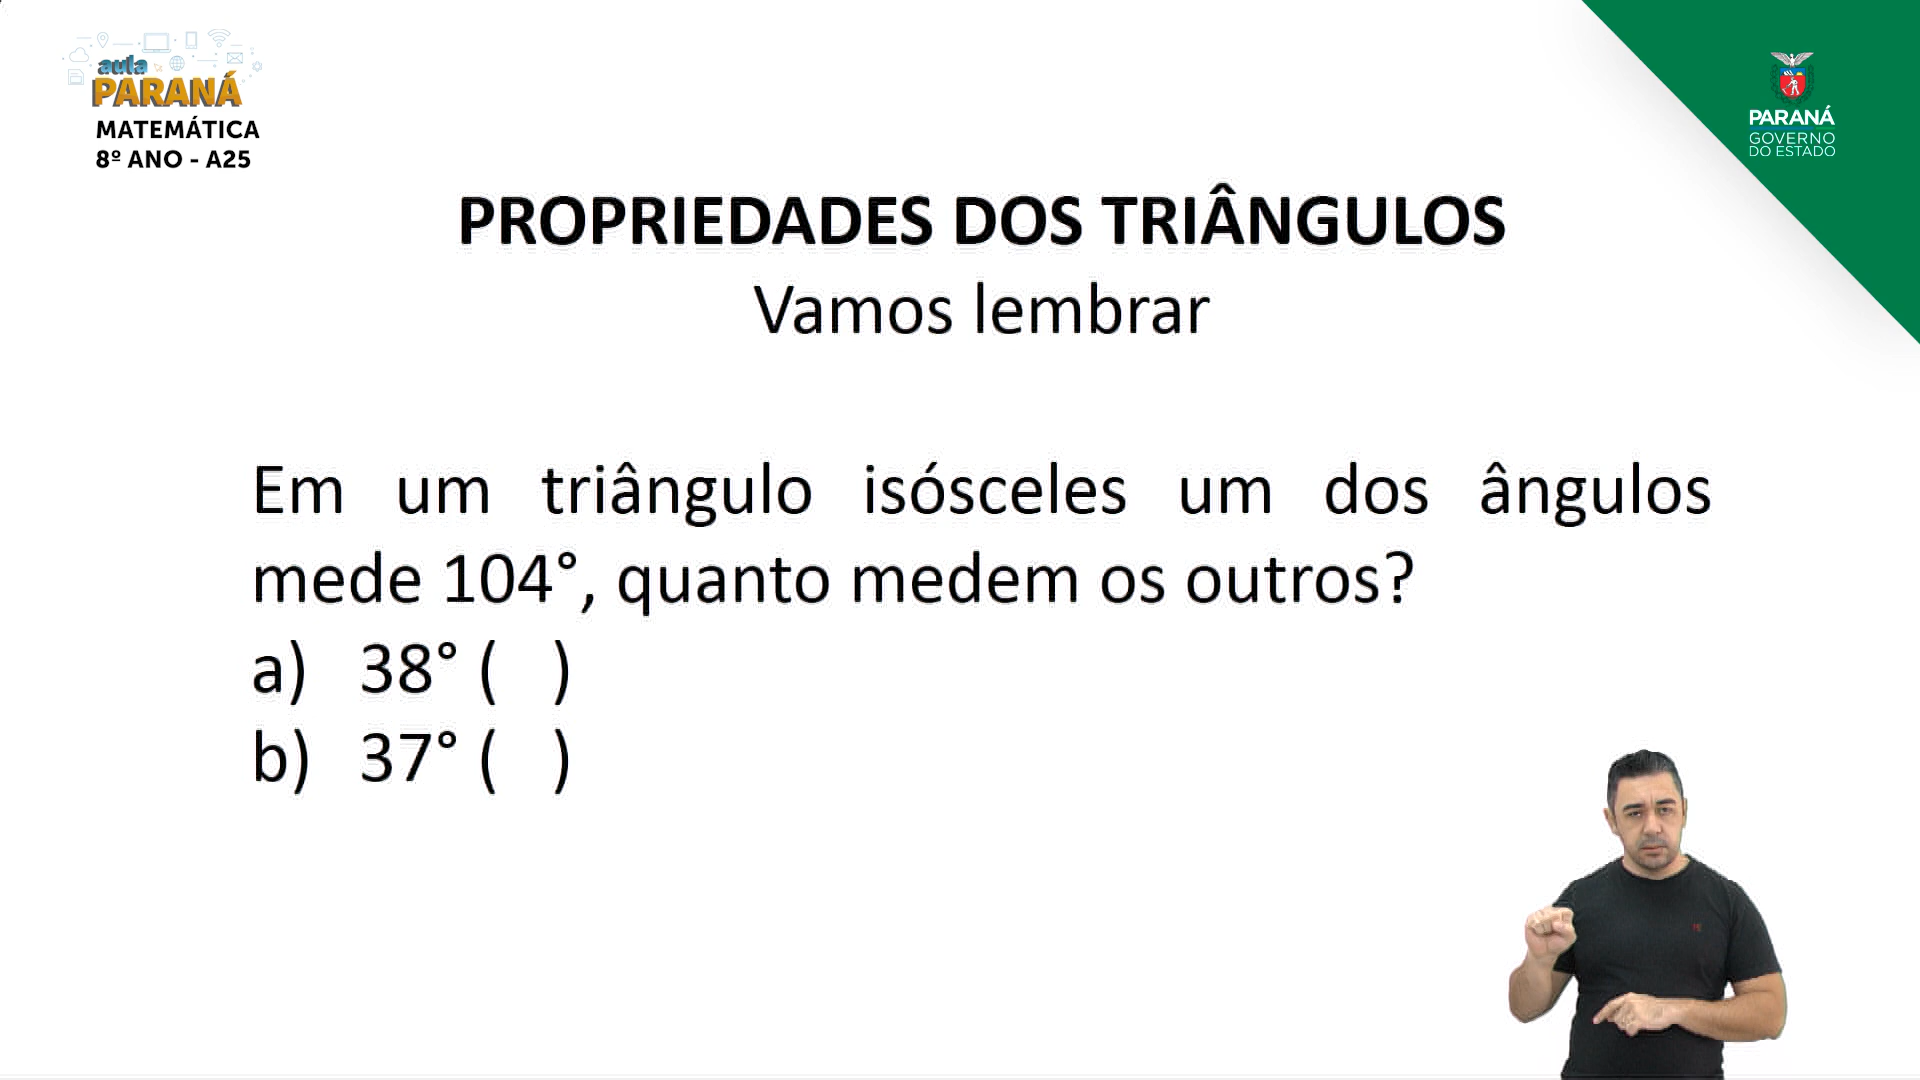 aula
PARANÁ
MATEMÁTICA
8º ANO - A25
PARANÁ
GOVERNO
DO ESTADO
PROPRIEDADES DOS TRIÂNGULOS
Vamos lembrar
Em um triângulo isósceles um dos ângulos
mede 104°, quanto medem os outros?
a) 38° ( )
b) 37° ( )